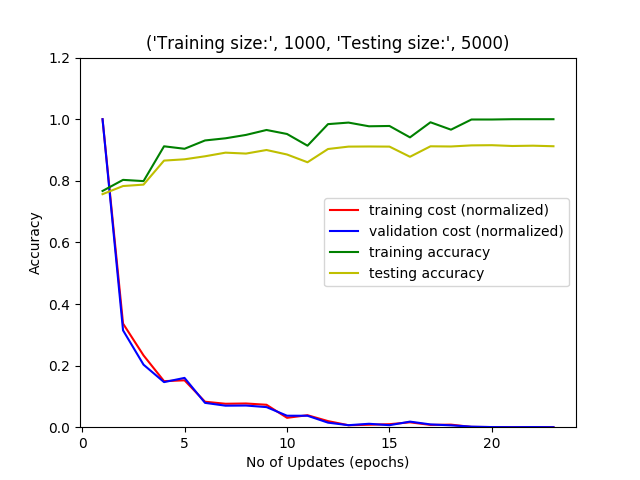 ('Training size:', 1000, 'Testing size:', 5000)
1.2
1.0
0.8
0.6
0.4
0.2
0.0
Accuracy
training cost (normalized)
validation cost (normalized)
training accuracy
testing accuracy
0 5 10 15 20
No of Updates (epochs)